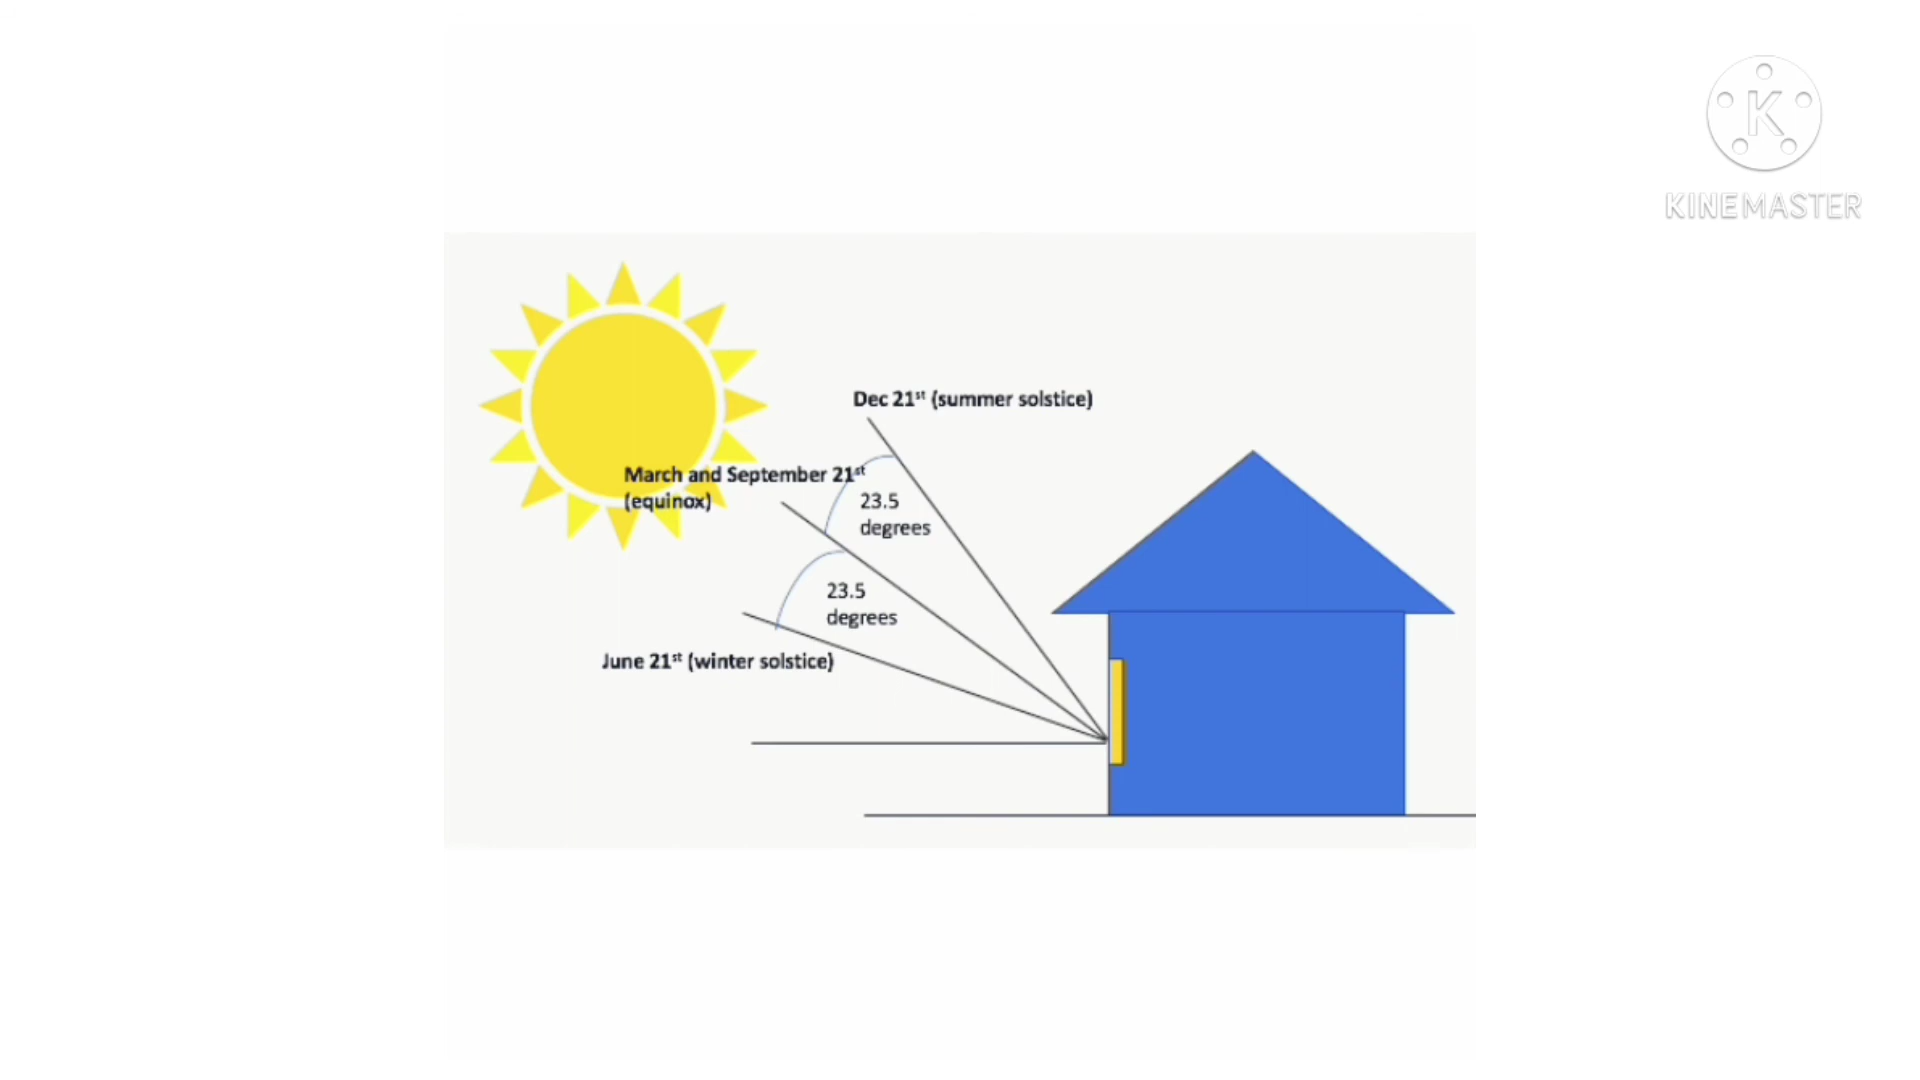 K
KINEMASTER
Dec 21st (summer solstice)
March and September 21st
(equinox)
23.5
degrees
23.5
degrees
June 21st (winter solstice)